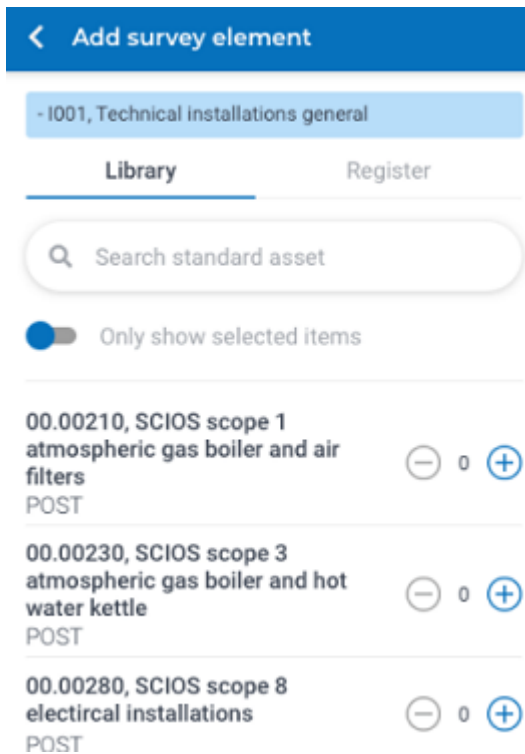 Add survey element
- I001, Technical installations general
Library Register
Search standard asset
Only show selected items
00.00210, SCIOS scope 1
atmospheric gas boiler and air
filters
0
POST
00.00230, SCIOS scope 3
atmospheric gas boiler and hot
water kettle
0
POST
00.00280, SCIOS scope 8
electircal installations
0
POST